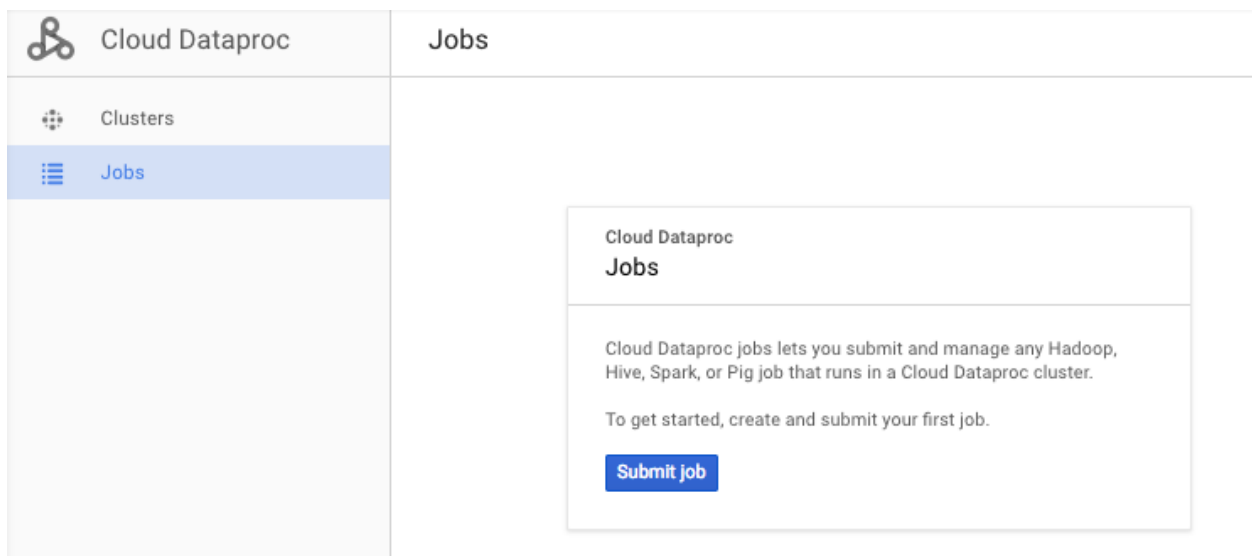 Cloud Dataproc
Jobs
Clusters
Jobs
Cloud Dataproc
Jobs
Cloud Dataproc jobs lets you submit and manage any Hadoop,
Hive, Spark, or Pig job that runs in a Cloud Dataproc cluster.
To get started, create and submit your first job.
Submit job